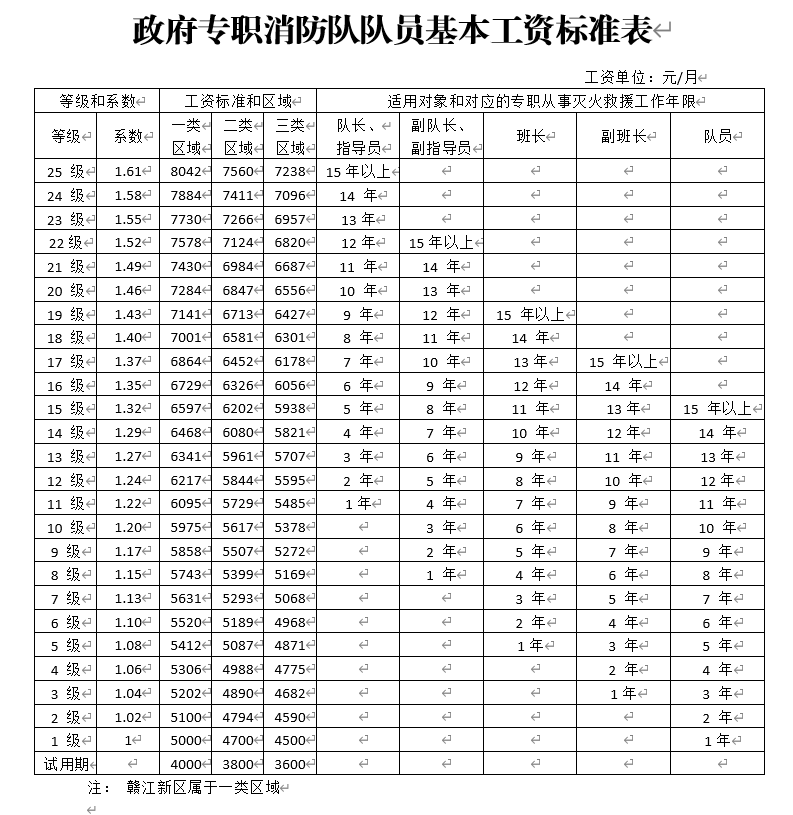 政府专职消防队队员基本工资标准表
工资单位：元/月
等级和系数 工资标准和区域 适用对象和对应的专职从事灭火救援工作年限
等级 系数 一类区域 二类区域 三类区域 队长、指导员 副队长、副指导员 班长 副班长 队员
25 级 1.61 8042 7560 7238 15 年以上
24 级 1.58 7884 7411 7096 14 年
23 级 1.55 7730 7266 6957 13 年
22 级 1.52 7578 7124 6820 12 年 15 年以上
21 级 1.49 7430 6984 6687 11 年 14 年
20 级 1.46 7284 6847 6556 10 年 13 年
19 级 1.43 7141 6713 6427 9 年 12 年 15 年以上
18 级 1.40 7001 6581 6301 8 年 11 年 14 年
17 级 1.37 6864 6452 6178 7 年 10 年 13 年 15 年以上
16 级 1.35 6729 6326 6056 6 年 9 年 12 年 14 年
15 级 1.32 6597 6202 5938 5 年 8 年 11 年 13 年 15 年以上
14 级 1.29 6468 6080 5821 4 年 7 年 10 年 12 年 14 年
13 级 1.27 6341 5961 5707 3 年 6 年 9 年 11 年 13 年
12 级 1.24 6217 5844 5595 2 年 5 年 8 年 10 年 12 年
11 级 1.22 6095 5729 5485 1 年 4 年 7 年 9 年 11 年
10 级 1.20 5975 5617 5378 3 年 6 年 8 年 10 年
9 级 1.17 5858 5507 5272 2 年 5 年 7 年 9 年
8 级 1.15 5743 5399 5169 1 年 4 年 6 年 8 年
7 级 1.13 5631 5293 5068 3 年 5 年 7 年
6 级 1.10 5520 5189 4968 2 年 4 年 6 年
5 级 1.08 5412 5087 4871 1 年 3 年 5 年
4 级 1.06 5306 4988 4775 2 年 4 年
3 级 1.04 5202 4890 4682 1 年 3 年
2 级 1.02 5100 4794 4590 2 年
1 级 1 5000 4700 4500 1 年
试用期 4000 3800 3600
注： 赣江新区属于一类区域